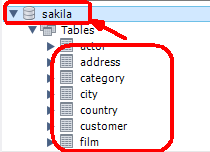 sakila
Tables
actor
address
category
city
country
customer
film